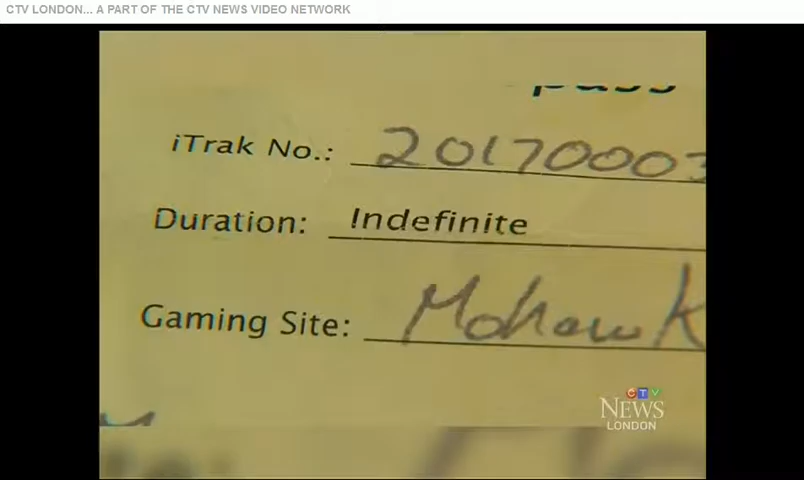 CTV LONDON... A PART OF THE CTV NEWS VIDEO NETWORK
iTrak No.: 20170003
Duration: Indefinite
Gaming Site: Mohawk
CTV
NEWS
LONDON